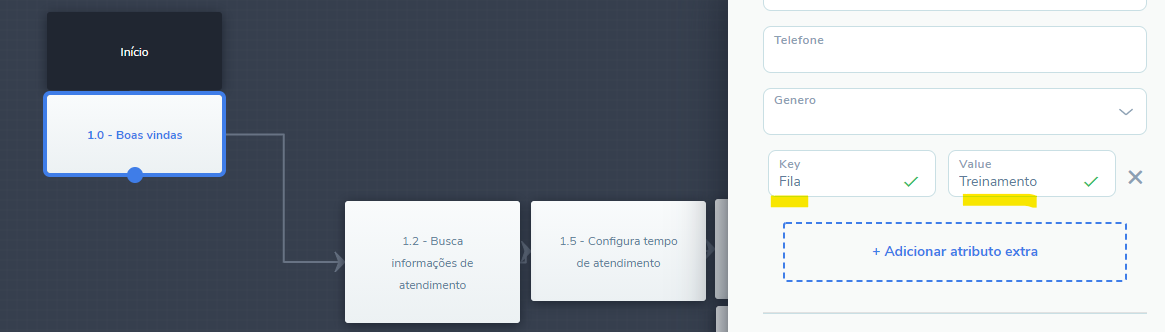 Início
1.0 - Boas vindas
1.2 - Busca
informações de
atendimento
1.5 - Configura tempo
de atendimento
Telefone
Genero
Key
Fila
Value
Treinamento
+ Adicionar atributo extra